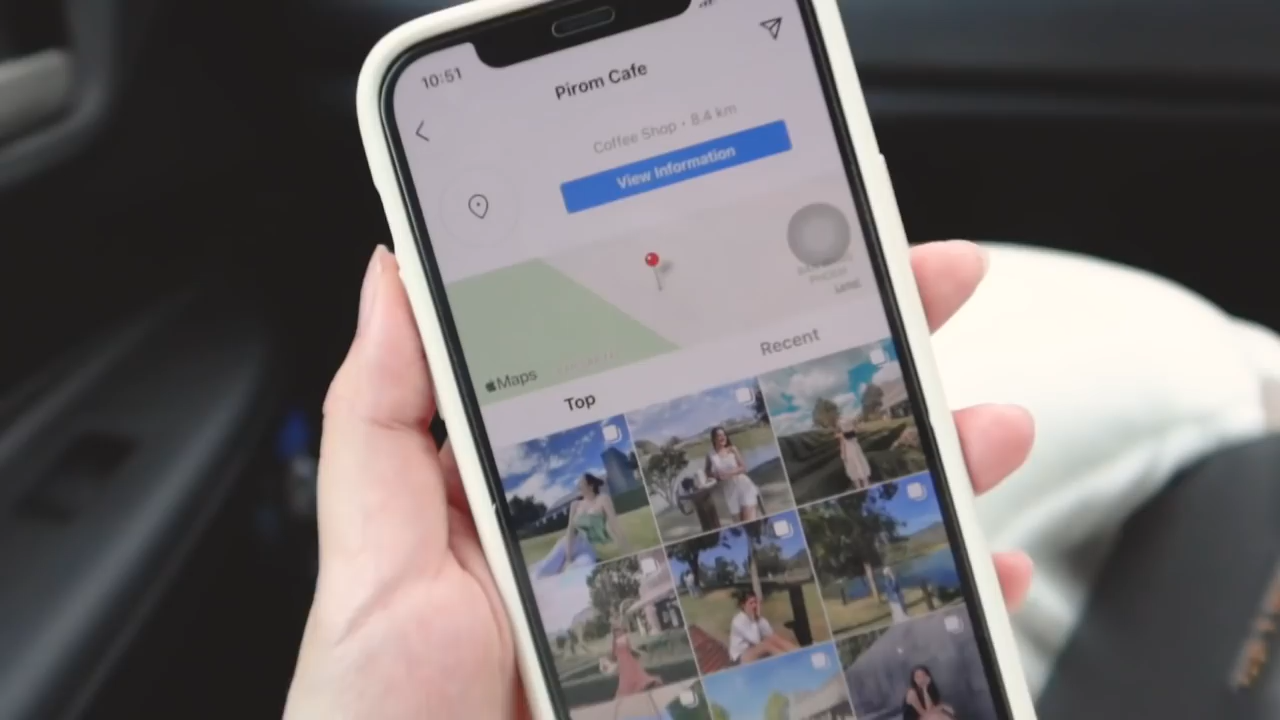 10:51
Pirom Cafe
Coffee Shop • 8.4 km
View Information
Maps
Top
Recent